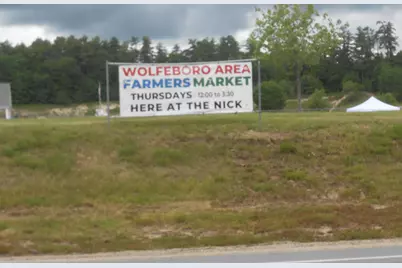 WOLFEBORO AREA
FARMERS MARKET
THURSDAYS 12:00 to 3:30
HERE AT THE NICK